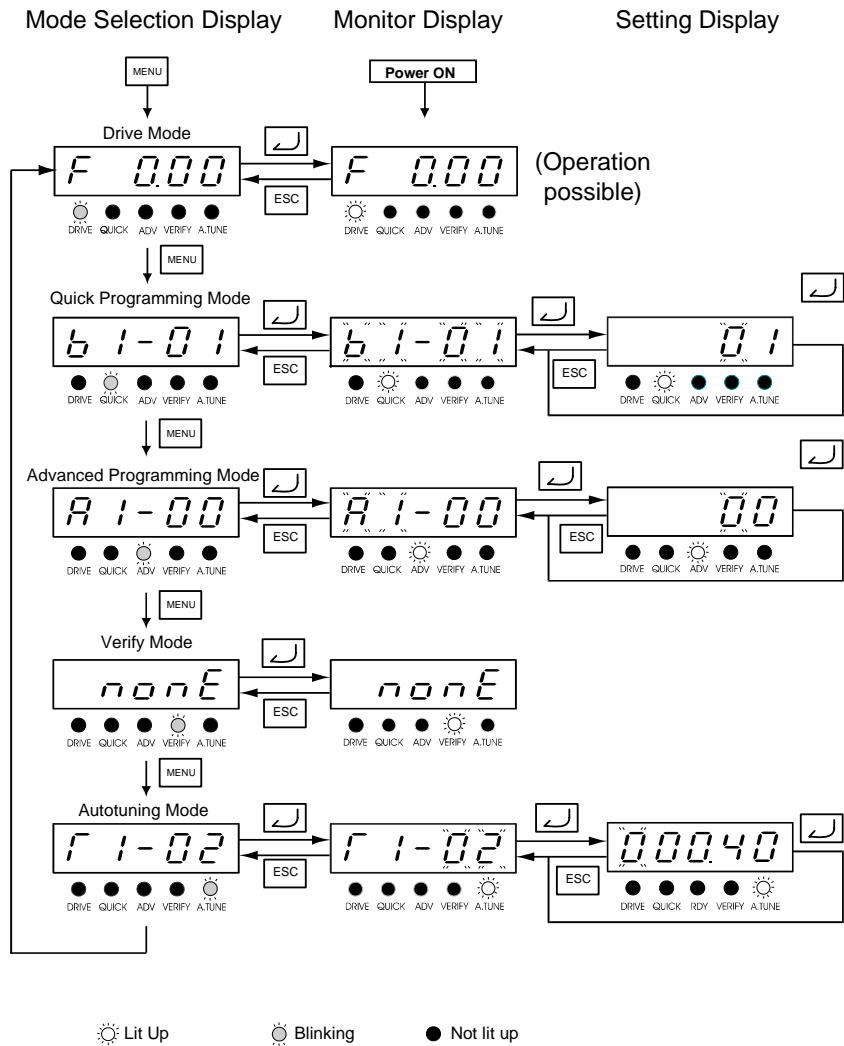 Mode Selection Display Monitor Display Setting Display
MENU
Power ON
Drive Mode
F 0.00
F 0.00
(Operation
possible)
ESC
DRIVE QUICK ADV VERIFY A.TUNE
DRIVE QUICK ADV VERIFY A.TUNE
MENU
Quick Programming Mode
b1-01
b1-01
01
ESC
ESC
DRIVE QUICK ADV VERIFY A.TUNE
DRIVE QUICK ADV VERIFY A.TUNE
DRIVE QUICK ADV VERIFY A.TUNE
MENU
Advanced Programming Mode
A1-00
A1-00
00
ESC
ESC
DRIVE QUICK ADV VERIFY A.TUNE
DRIVE QUICK ADV VERIFY A.TUNE
DRIVE QUICK ADV VERIFY A.TUNE
MENU
Verify Mode
nonE
nonE
ESC
DRIVE QUICK ADV VERIFY A.TUNE
DRIVE QUICK ADV VERIFY A.TUNE
MENU
Autotuning Mode
Γ1-02
Γ1-02
000.40
ESC
ESC
DRIVE QUICK ADV VERIFY A.TUNE
DRIVE QUICK ADV VERIFY A.TUNE
DRIVE QUICK RDY VERIFY A.TUNE
Lit Up Blinking Not lit up